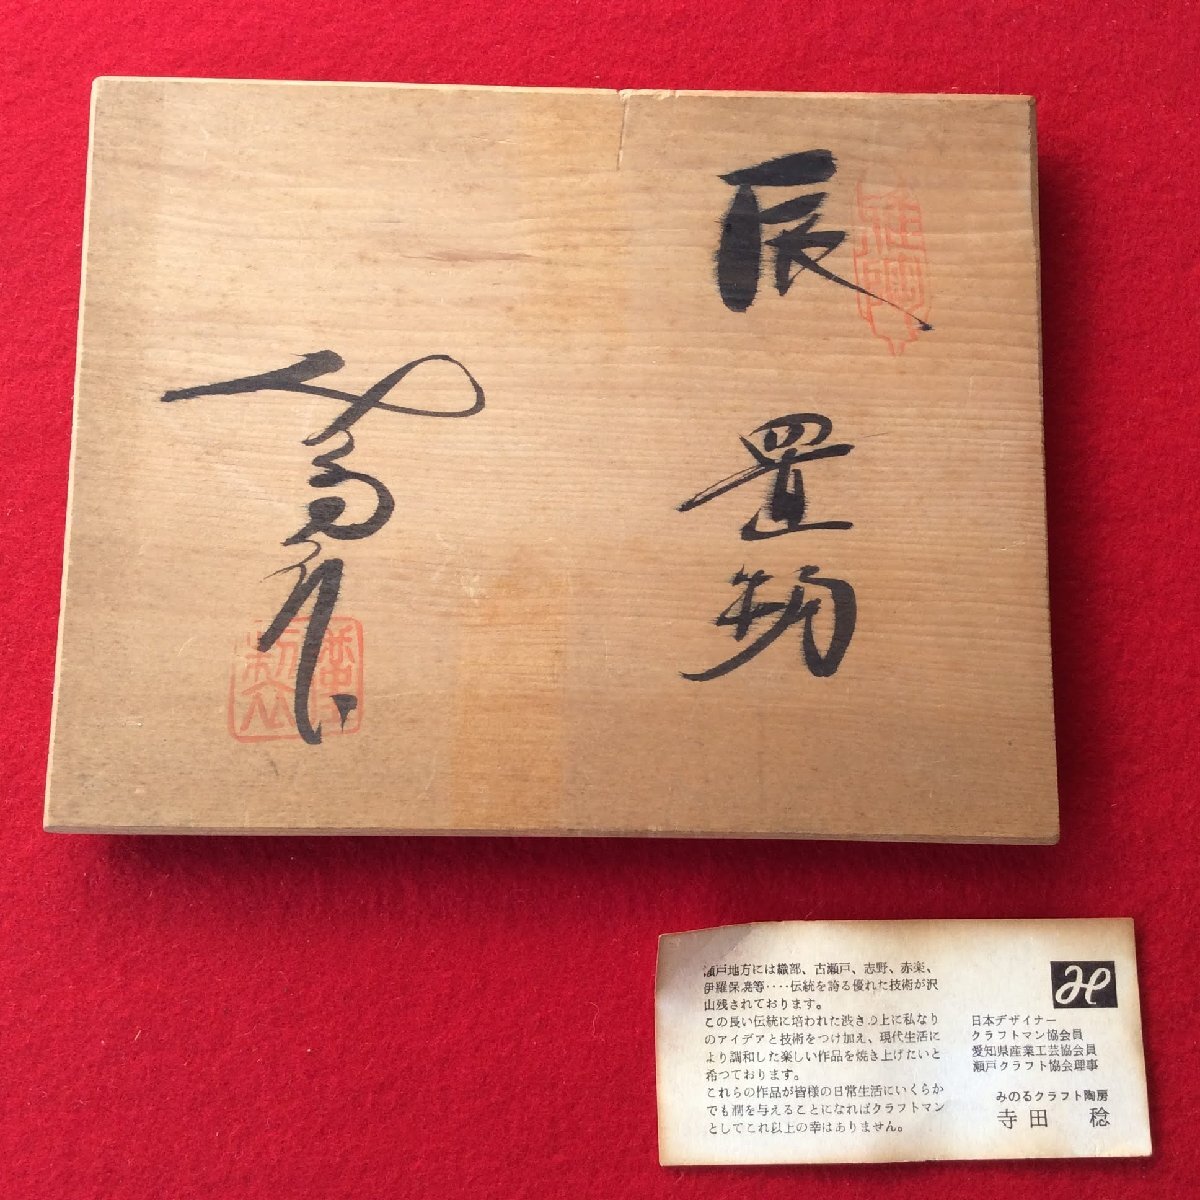 辰
置物
瀬戸地方には織部、古瀬戸、志野、赤楽、
伊羅保焼等‥‥伝統を誇る優れた技術が沢
山残されております。
この長い伝統に培われた渋さの上に私なり
のアイデアと技術をつけ加え、現代生活に
より調和した楽しい作品を焼き上げたいと
希つております。
これらの作品が皆様の日常生活にいくらか
でも潤を与えることになればクラフトマン
としてこれ以上の幸はありません。
日本デザイナー
クラフトマン協会員
愛知県産業工芸協会員
瀬戸クラフト協会理事
みのるクラフト陶房
寺田 稔